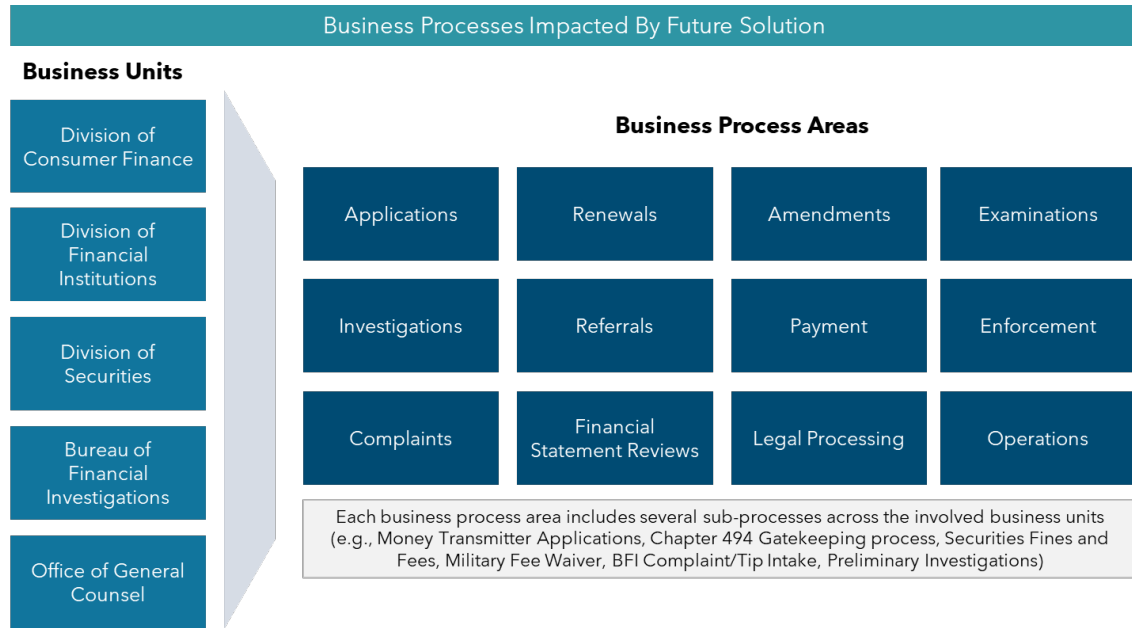 Business Processes Impacted By Future Solution
Business Units
Division of
Consumer Finance
Division of
Financial
Institutions
Division of
Securities
Bureau of
Financial
Investigations
Office of General
Counsel
Business Process Areas
Applications
Renewals
Amendments
Examinations
Investigations
Referrals
Payment
Enforcement
Complaints
Financial
Statement Reviews
Legal Processing
Operations
Each business process area includes several sub-processes across the involved business units
(e.g., Money Transmitter Applications, Chapter 494 Gatekeeping process, Securities Fines and
Fees, Military Fee Waiver, BFI Complaint/Tip Intake, Preliminary Investigations)